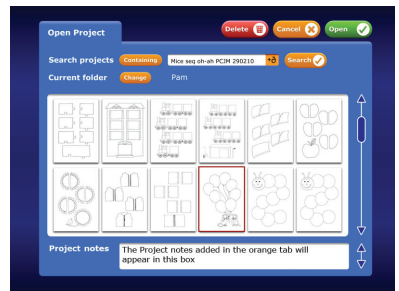 Open Project
Delete
Cancel
Open
Search projects
Containing
Mice seq oh-ah PCJM 290210
Search
Current folder
Change
Pam
Project notes
The Project notes added in the orange tab will
appear in this box